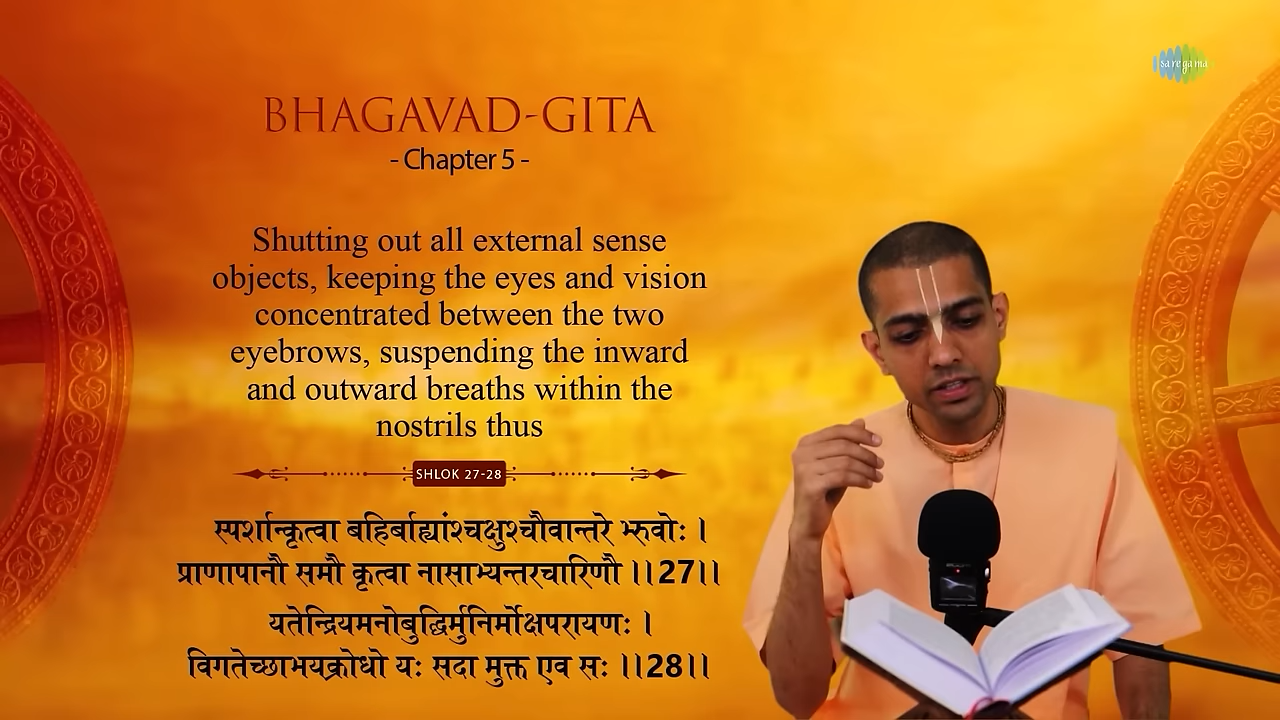 saregama
BHAGAVAD-GITA
- Chapter 5 -
Shutting out all external sense
objects, keeping the eyes and vision
concentrated between the two
eyebrows, suspending the inward
and outward breaths within the
nostrils thus
SHLOK 27-28
स्पर्शान्कृत्वा बहिर्बाह्यांश्चक्षुश्चौवान्तरे भ्रुवोः ।
प्राणापानौ समौ कृत्वा नासाभ्यन्तरचारिणौ ।।27।।
यतेन्द्रियमनोबुद्धिर्मुनिर्मोक्षपरायणः ।
विगतेच्छाभयक्रोधो यः सदा मुक्त एव सः ।।28।।